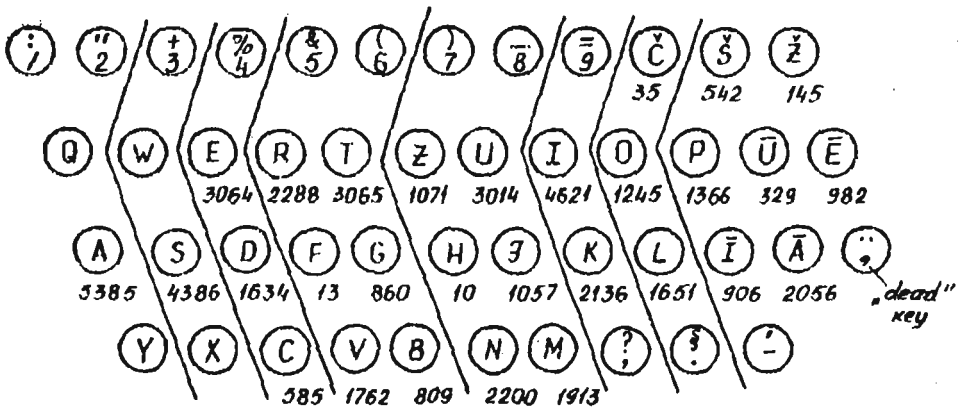 : " + % & ( ) — = Č Š Ž
/ 2 3 4 5 6 7 8 9
35 542 145
Q W E R T Z U I O P Ū Ē
3064 2288 3065 1071 3014 4621 1245 1366 329 982
A S D F G H J K L Ī Ā ¨ ,
5385 4386 1634 13 860 10 1057 2136 1651 906 2056
„dead"
key
Y X C V B N M ? , § . ' -
585 1762 809 2200 1913